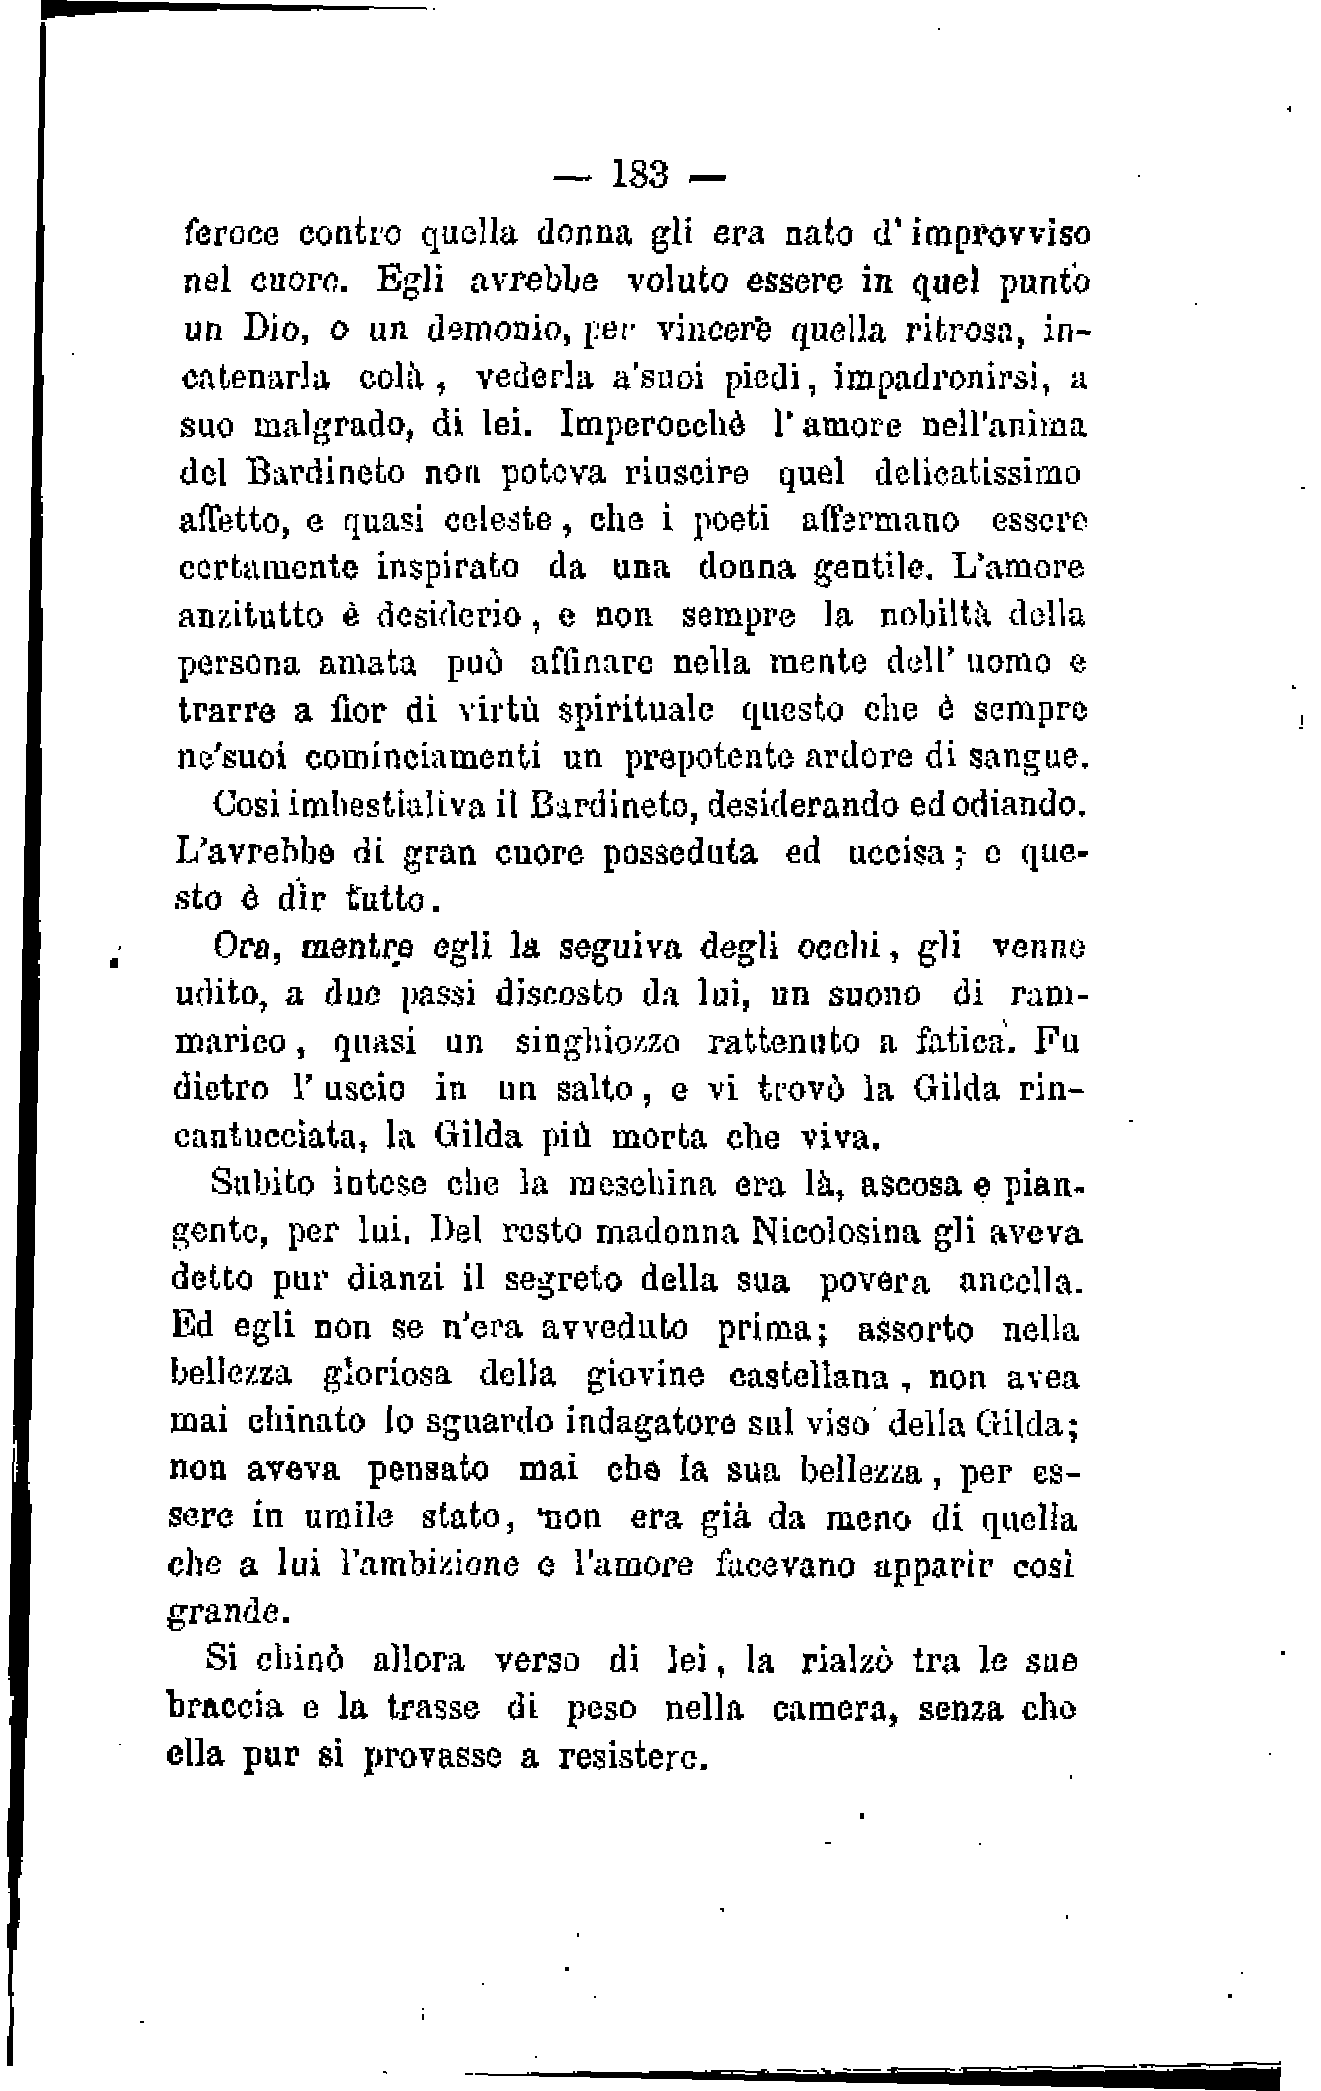 — 183 —
feroce contro quella donna gli era nato d'improvviso
nel cuore. Egli avrebbe voluto essere in quel punto
un Dio, o un demonio, per vincere quella ritrosa, in-
catenarla colà, vederla a'suoi piedi, impadronirsi, a
suo malgrado, di lei. Imperocchè l'amore nell'anima
del Bardineto non poteva riuscire quel delicatissimo
affetto, e quasi celeste, che i poeti affermano essere
certamente inspirato da una donna gentile. L'amore
anzitutto è desiderio, e non sempre la nobiltà della
persona amata può affinare nella mente dell'uomo e
trarre a fior di virtù spirituale questo che è sempre
ne'suoi cominciamenti un prepotente ardore di sangue.
Cosi imbestialiva il Bardineto, desiderando ed odiando.
L'avrebbe di gran cuore posseduta ed uccisa; e que-
sto è dir tutto.
Ora, mentre egli la seguiva degli occhi, gli venne
udito, a due passi discosto da lui, un suono di ram-
marico, quasi un singhiozzo rattenuto a fatica. Fu
dietro l'uscio in un salto, e vi trovò la Gilda rin-
cantucciata, la Gilda più morta che viva.
Subito intese che la meschina era là, ascosa e pian-
gente, per lui. Del resto madonna Nicolosina gli aveva
detto pur dianzi il segreto della sua povera ancella.
Ed egli non se n'era avveduto prima; assorto nella
bellezza gloriosa della giovine castellana, non avea
mai chinato lo sguardo indagatore sul viso della Gilda;
non aveva pensato mai che la sua bellezza, per es-
sere in umile stato, non era già da meno di quella
che a lui l'ambizione e l'amore facevano apparir così
grande.
Si chinò allora verso di lei, la rialzò tra le sue
braccia e la trasse di peso nella camera, senza che
ella pur si provasse a resistere.